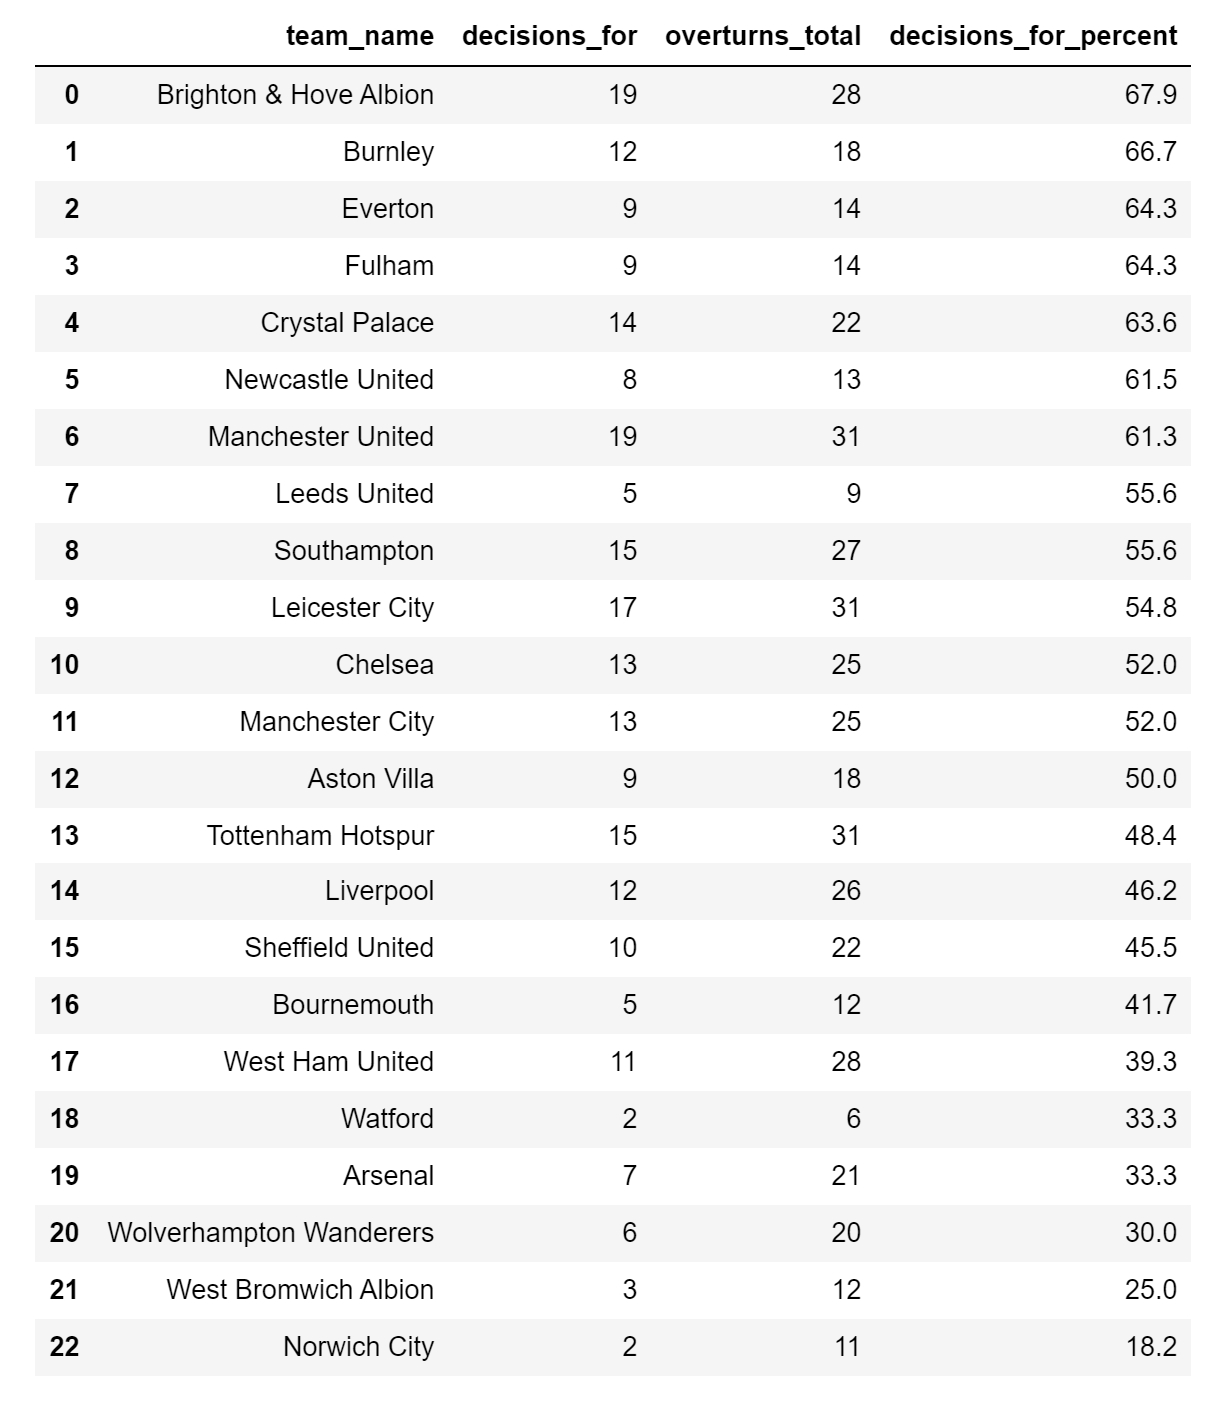 team_name decisions_for overturns_total decisions_for_percent
0 Brighton & Hove Albion 19 28 67.9
1 Burnley 12 18 66.7
2 Everton 9 14 64.3
3 Fulham 9 14 64.3
4 Crystal Palace 14 22 63.6
5 Newcastle United 8 13 61.5
6 Manchester United 19 31 61.3
7 Leeds United 5 9 55.6
8 Southampton 15 27 55.6
9 Leicester City 17 31 54.8
10 Chelsea 13 25 52.0
11 Manchester City 13 25 52.0
12 Aston Villa 9 18 50.0
13 Tottenham Hotspur 15 31 48.4
14 Liverpool 12 26 46.2
15 Sheffield United 10 22 45.5
16 Bournemouth 5 12 41.7
17 West Ham United 11 28 39.3
18 Watford 2 6 33.3
19 Arsenal 7 21 33.3
20 Wolverhampton Wanderers 6 20 30.0
21 West Bromwich Albion 3 12 25.0
22 Norwich City 2 11 18.2